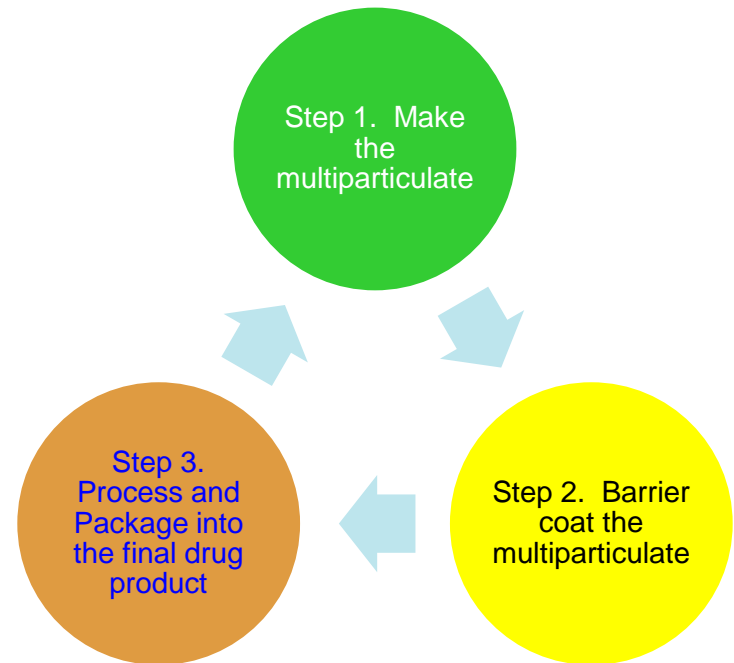 Step 1.  Make
the
multiparticulate
Step 2.  Barrier
coat the
multiparticulate
Step 3.
Process and
Package into
the final drug
product